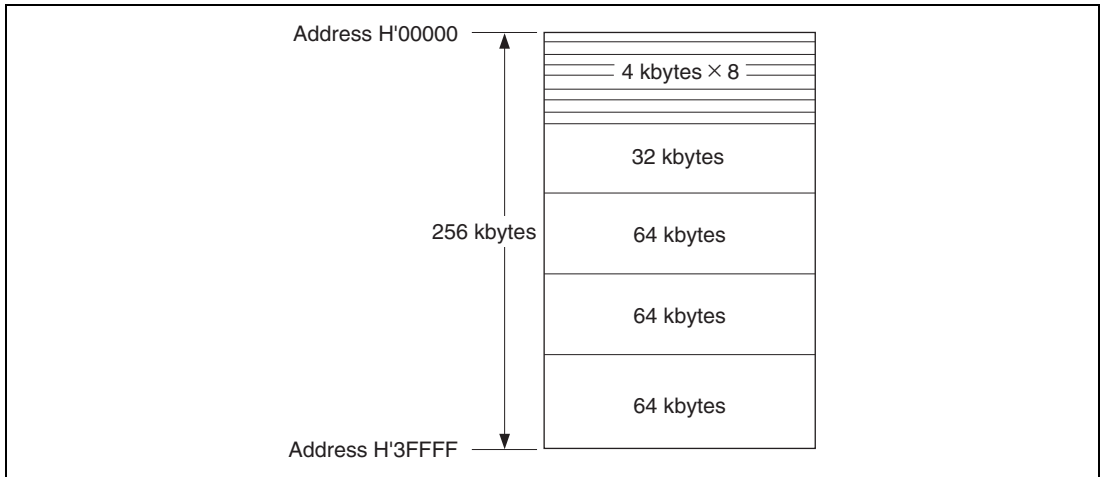 Address H'00000
4 kbytes × 8
32 kbytes
256 kbytes
64 kbytes
64 kbytes
64 kbytes
Address H'3FFFF